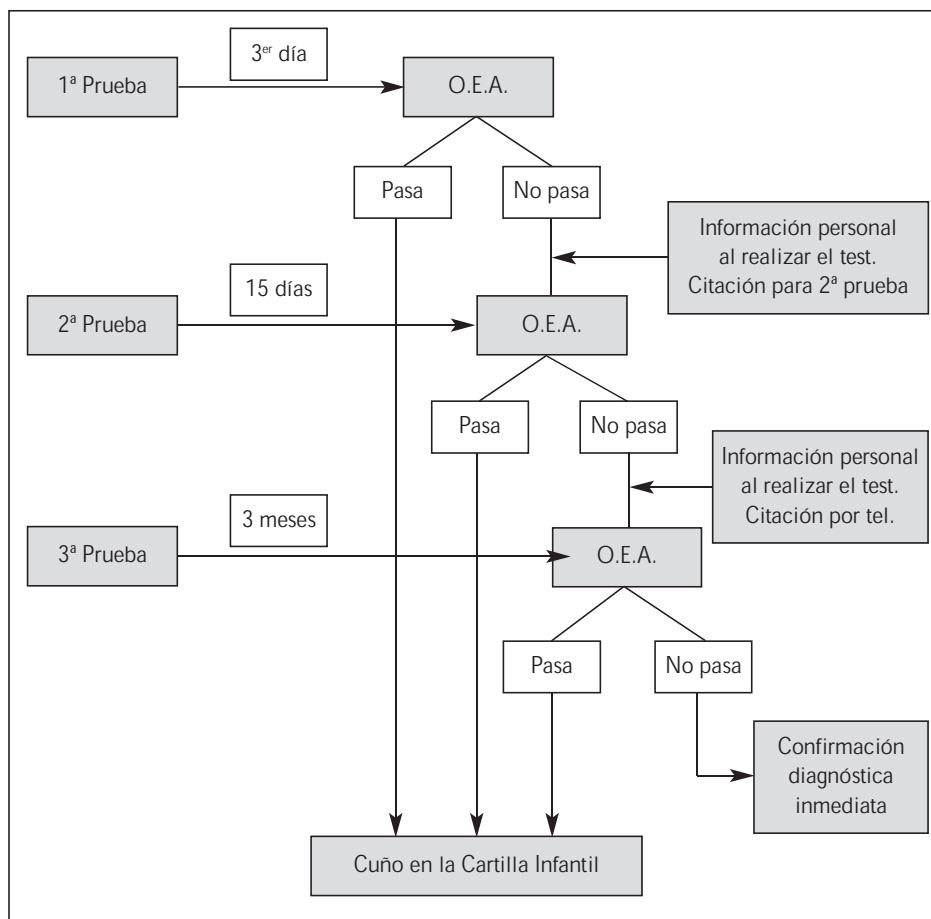 3er día
1ª Prueba
O.E.A.
Pasa
No pasa
Información personal
al realizar el test.
Citación para 2ª prueba
15 días
2ª Prueba
O.E.A.
Pasa
No pasa
Información personal
al realizar el test.
Citación por tel.
3 meses
3ª Prueba
O.E.A.
Pasa
No pasa
Confirmación
diagnóstica
inmediata
Cuño en la Cartilla Infantil